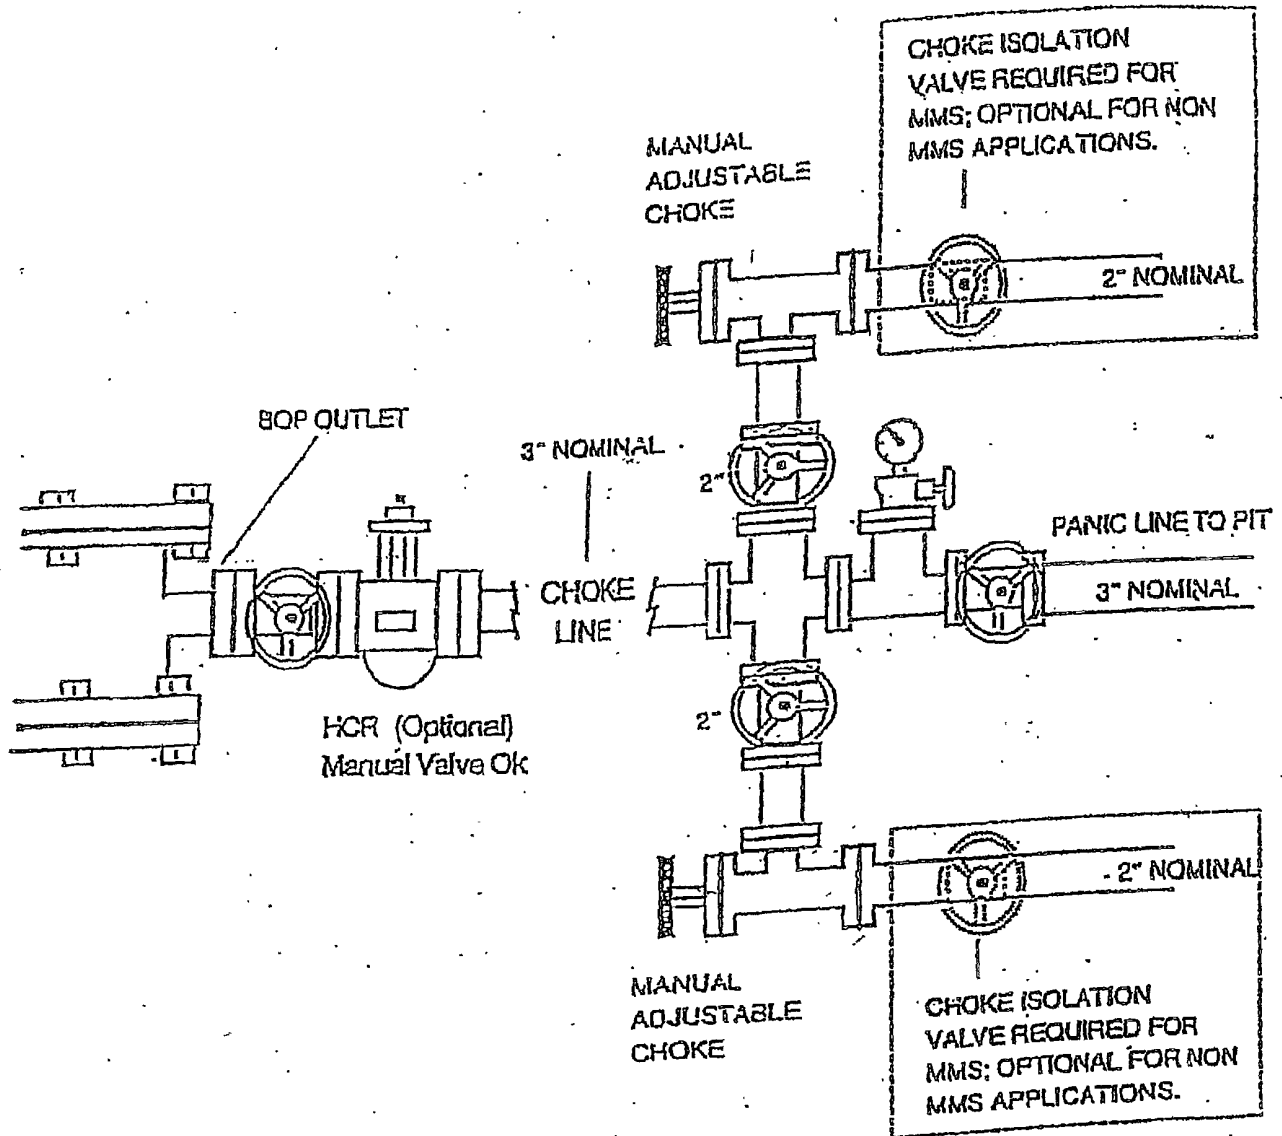 CHOKE ISOLATION
VALVE REQUIRED FOR
MMS; OPTIONAL FOR NON
MMS APPLICATIONS.
MANUAL
ADJUSTABLE
CHOKE
2" NOMINAL
BOP OUTLET
3" NOMINAL
2"
PANIC LINE TO PIT
3" NOMINAL
CHOKE
LINE
2"
HCR (Optional)
Manual Valve Ok
2" NOMINAL
MANUAL
ADJUSTABLE
CHOKE
CHOKE ISOLATION
VALVE REQUIRED FOR
MMS; OPTIONAL FOR NON
MMS APPLICATIONS.